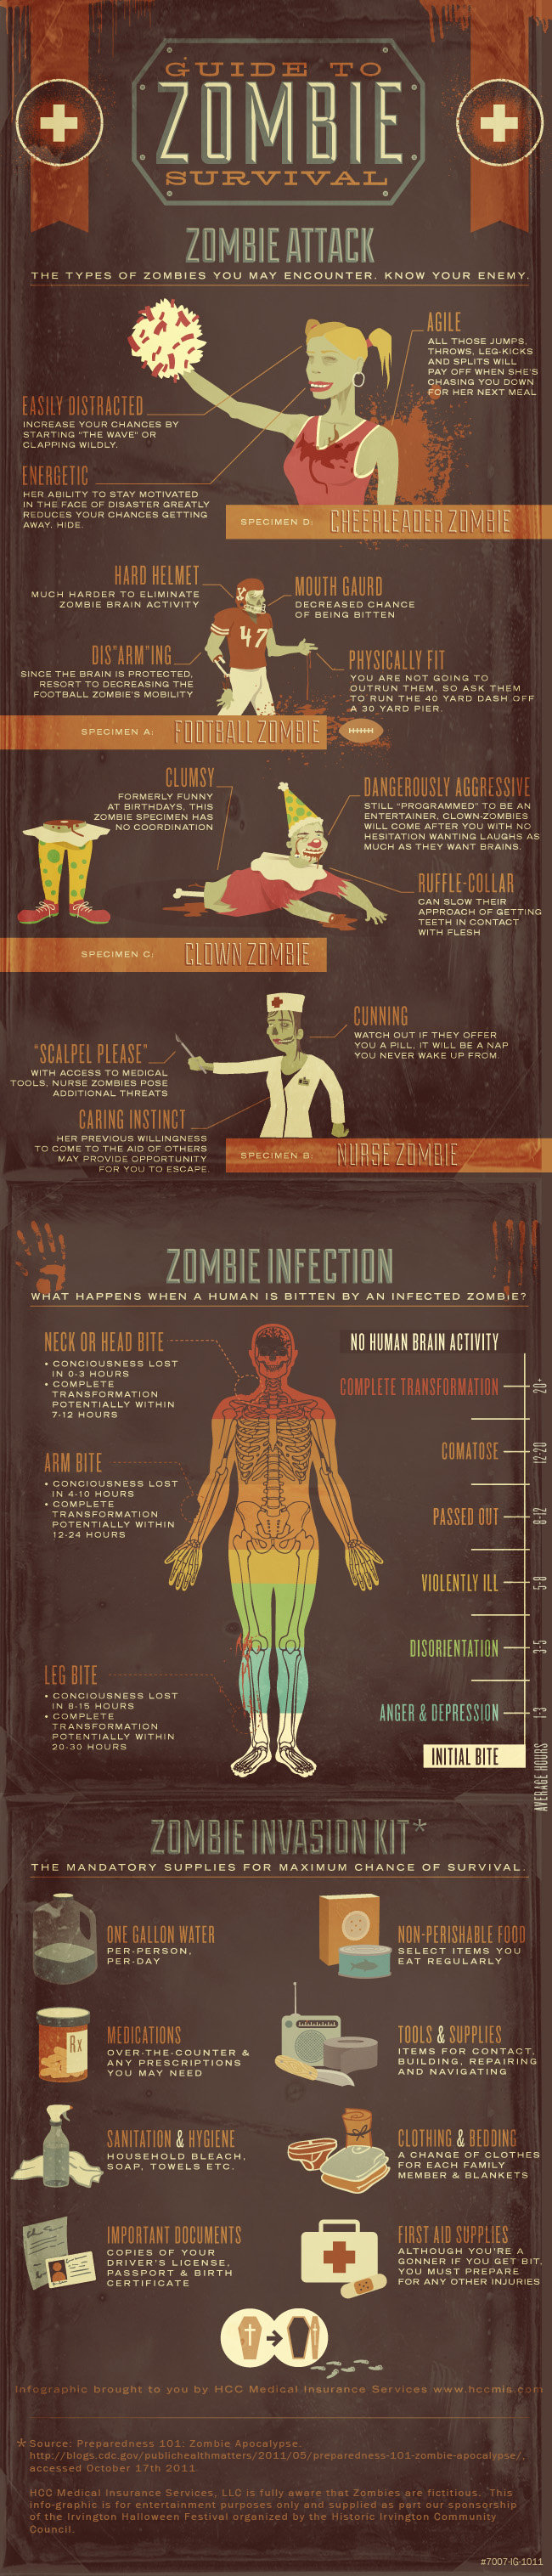 GUIDE TO
ZOMBIE
SURVIVAL
ZOMBIE ATTACK
THE TYPES OF ZOMBIES YOU MAY ENCOUNTER. KNOW YOUR ENEMY.
AGILE
ALL THOSE JUMPS,
THROWS, LEG-KICKS
AND SPLITS WILL
PAY OFF WHEN SHE'S
CHASING YOU DOWN
FOR HER NEXT MEAL
EASILY DISTRACTED
INCREASE YOUR CHANCES BY
STARTING "THE WAVE" OR
CLAPPING WILDLY.
ENERGETIC
HER ABILITY TO STAY MOTIVATED
IN THE FACE OF DISASTER GREATLY
REDUCES YOUR CHANCES GETTING
AWAY. HIDE.
SPECIMEN D: CHEERLEADER ZOMBIE
HARD HELMET
MUCH HARDER TO ELIMINATE
ZOMBIE BRAIN ACTIVITY
MOUTH GAURD
DECREASED CHANCE
OF BEING BITTEN
47
DIS"ARM"ING
SINCE THE BRAIN IS PROTECTED,
RESORT TO DECREASING THE
FOOTBALL ZOMBIE'S MOBILITY
PHYSICALLY FIT
YOU ARE NOT GOING TO
OUTRUN THEM, SO ASK THEM
TO RUN THE 40 YARD DASH OFF
A 30 YARD PIER.
SPECIMEN A: FOOTBALL ZOMBIE
CLUMSY
FORMERLY FUNNY
AT BIRTHDAYS, THIS
ZOMBIE SPECIMEN HAS
NO COORDINATION
DANGEROUSLY AGGRESSIVE
STILL "PROGRAMMED" TO BE AN
ENTERTAINER, CLOWN-ZOMBIES
WILL COME AFTER YOU WITH NO
HESITATION WANTING LAUGHS AS
MUCH AS THEY WANT BRAINS.
RUFFLE-COLLAR
CAN SLOW THEIR
APPROACH OF GETTING
TEETH IN CONTACT
WITH FLESH
SPECIMEN C: CLOWN ZOMBIE
CUNNING
WATCH OUT IF THEY OFFER
YOU A PILL, IT WILL BE A NAP
YOU NEVER WAKE UP FROM.
"SCALPEL PLEASE"
WITH ACCESS TO MEDICAL
TOOLS, NURSE ZOMBIES POSE
ADDITIONAL THREATS
CARING INSTINCT
HER PREVIOUS WILLINGNESS
TO COME TO THE AID OF OTHERS
MAY PROVIDE OPPORTUNITY
FOR YOU TO ESCAPE.
SPECIMEN B: NURSE ZOMBIE
ZOMBIE INFECTION
WHAT HAPPENS WHEN A HUMAN IS BITTEN BY AN INFECTED ZOMBIE?
NECK OR HEAD BITE
• CONCIOUSNESS LOST
IN 0-3 HOURS
• COMPLETE
TRANSFORMATION
POTENTIALLY WITHIN
7-12 HOURS
ARM BITE
• CONCIOUSNESS LOST
IN 4-10 HOURS
• COMPLETE
TRANSFORMATION
POTENTIALLY WITHIN
12-24 HOURS
LEG BITE
• CONCIOUSNESS LOST
IN 8-15 HOURS
• COMPLETE
TRANSFORMATION
POTENTIALLY WITHIN
20-30 HOURS
NO HUMAN BRAIN ACTIVITY
COMPLETE TRANSFORMATION 20+
COMATOSE 12-20
PASSED OUT 8-12
VIOLENTLY ILL 5-8
DISORIENTATION 3-5
ANGER & DEPRESSION 1-3
INITIAL BITE
AVERAGE HOURS
ZOMBIE INVASION KIT*
THE MANDATORY SUPPLIES FOR MAXIMUM CHANCE OF SURVIVAL.
ONE GALLON WATER
PER-PERSON,
PER-DAY
NON-PERISHABLE FOOD
SELECT ITEMS YOU
EAT REGULARLY
Rx
MEDICATIONS
OVER-THE-COUNTER &
ANY PRESCRIPTIONS
YOU MAY NEED
TOOLS & SUPPLIES
ITEMS FOR CONTACT,
BUILDING, REPAIRING
AND NAVIGATING
SANITATION & HYGIENE
HOUSEHOLD BLEACH,
SOAP, TOWELS ETC.
CLOTHING & BEDDING
A CHANGE OF CLOTHES
FOR EACH FAMILY
MEMBER & BLANKETS
IMPORTANT DOCUMENTS
COPIES OF YOUR
DRIVER'S LICENSE,
PASSPORT & BIRTH
CERTIFICATE
FIRST AID SUPPLIES
ALTHOUGH YOU'RE A
GONNER IF YOU GET BIT,
YOU MUST PREPARE
FOR ANY OTHER INJURIES
Infographic brought to you by HCC Medical Insurance Services www.hccmis.com
* Source: Preparedness 101: Zombie Apocalypse.
http://blogs.cdc.gov/publichealthmatters/2011/05/preparedness-101-zombie-apocalypse/,
accessed October 17th 2011
HCC Medical Insurance Services, LLC is fully aware that Zombies are fictitious. This
info-graphic is for entertainment purposes only and supplied as part our sponsorship
of the Irvington Halloween Festival organized by the Historic Irvington Community
Council.
#7007-IG-1011